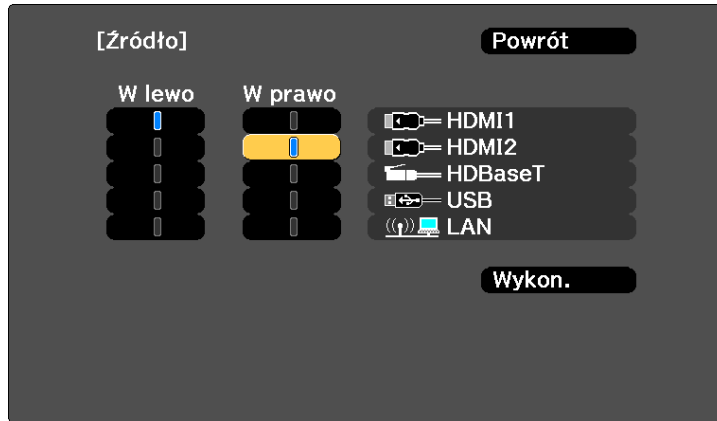 [Źródło] Powrót
W lewo W prawo
HDMI1
HDMI2
HDBaseT
USB
LAN
Wykon.